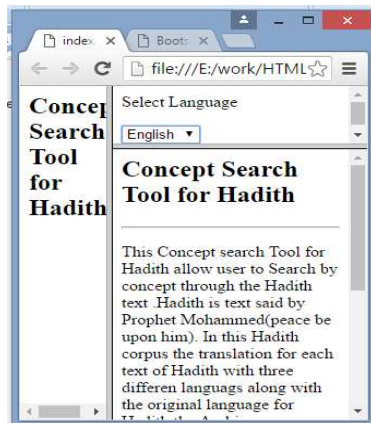 index
Boots
file:///E:/work/HTML
Concep
Search
Tool
for
Hadith
Select Language
English
Concept Search
Tool for Hadith
This Concept search Tool for
Hadith allow user to Search by
concept through the Hadith
text .Hadith is text said by
Prophet Mohammed(peace be
upon him). In this Hadith
corpus the translation for each
text of Hadith with three
differen languags along with
the original language for